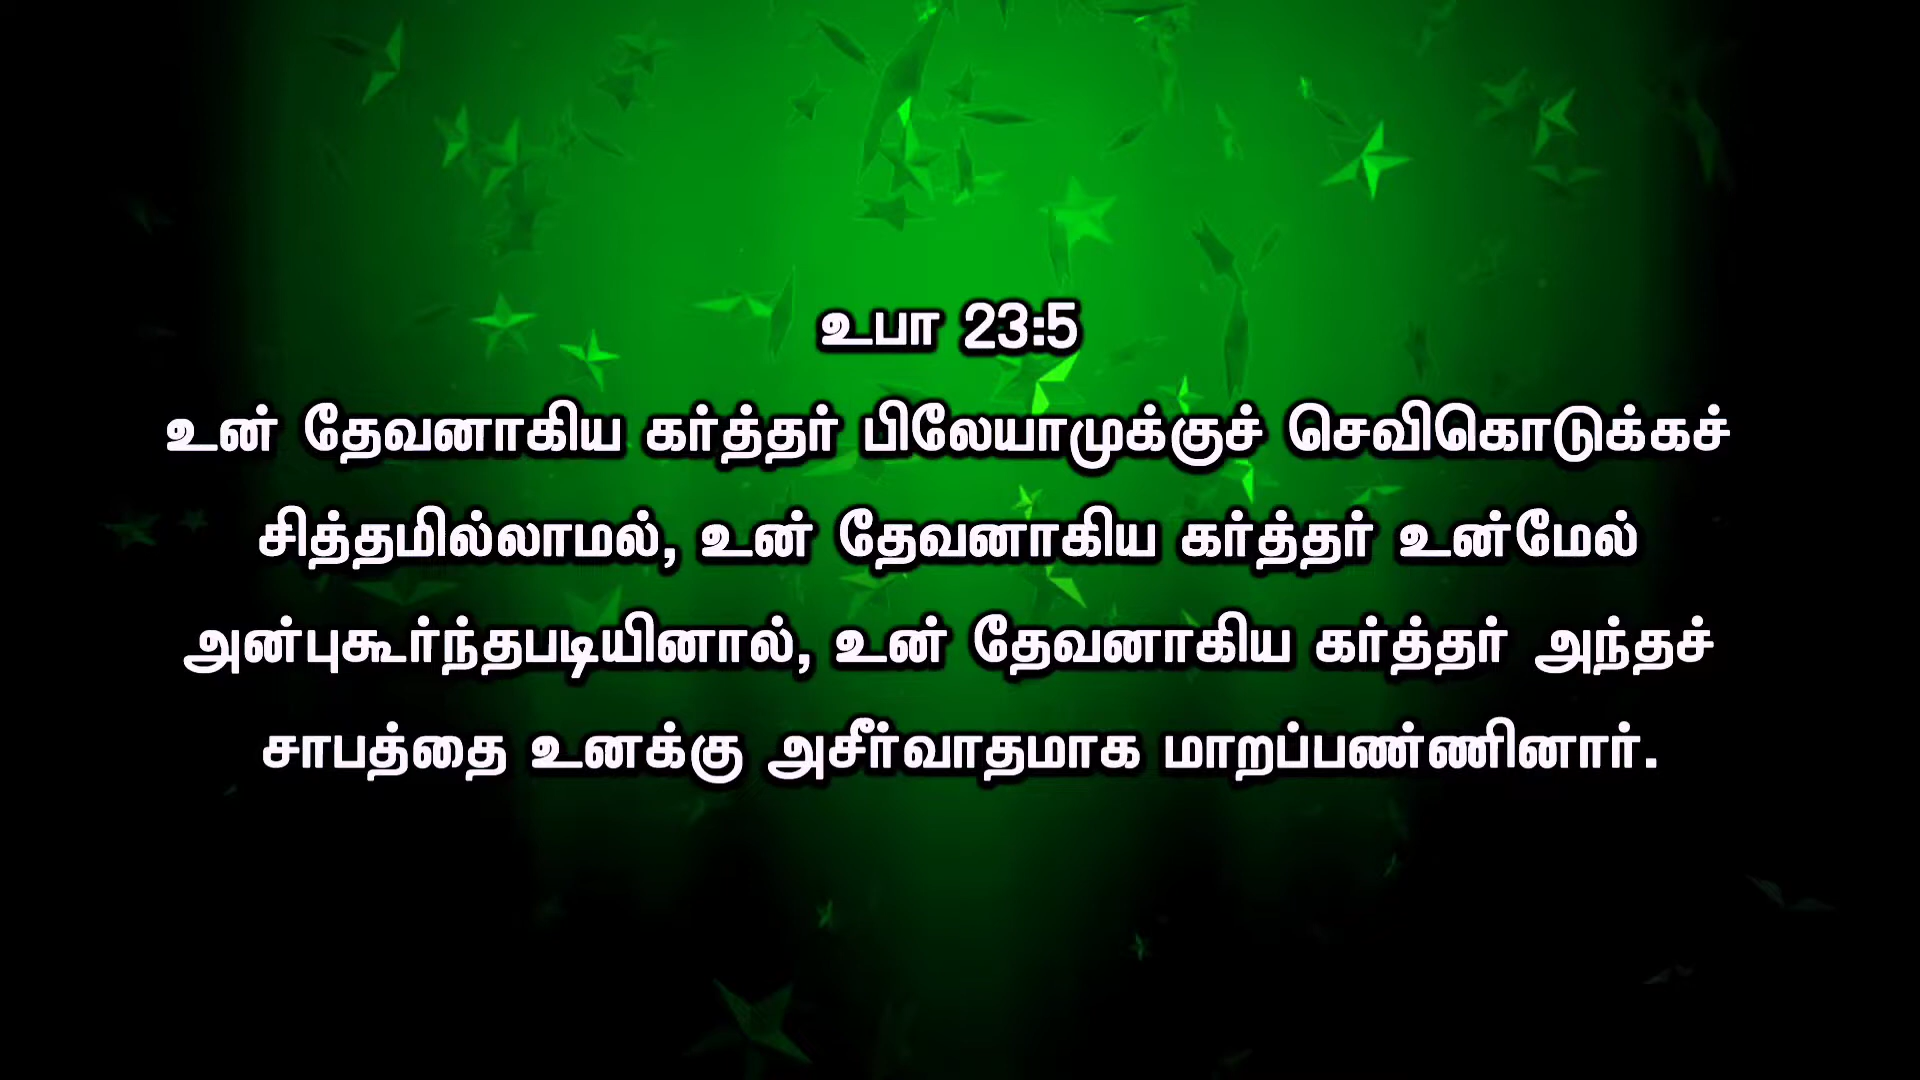 உபா 23:5
உன் தேவனாகிய கர்த்தர் பிலேயாமுக்குச் செவிகொடுக்கச்
சித்தமில்லாமல், உன் தேவனாகிய கர்த்தர் உன்மேல்
அன்புகூர்ந்தபடியினால், உன் தேவனாகிய கர்த்தர் அந்தச்
சாபத்தை உனக்கு அசீர்வாதமாக மாறப்பண்ணினார்.